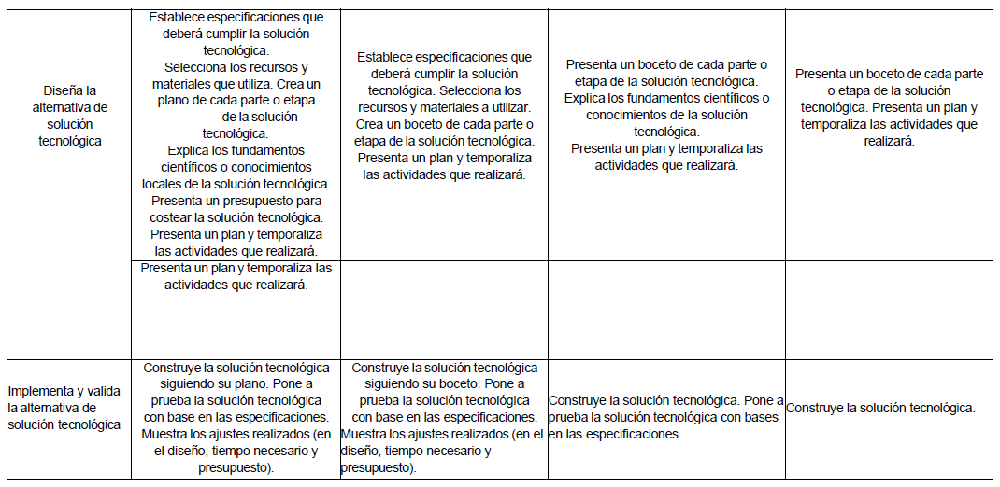 Diseña la
alternativa de
solución
tecnológica
Establece especificaciones que
deberá cumplir la solución
tecnológica.
Selecciona los recursos y
materiales que utiliza. Crea un
plano de cada parte o etapa
de la solución
tecnológica.
Explica los fundamentos
científicos o conocimientos
locales de la solución tecnológica.
Presenta un presupuesto para
costear la solución tecnológica.
Presenta un plan y temporaliza
las actividades que realizará.
Establece especificaciones que
deberá cumplir la solución
tecnológica. Selecciona los
recursos y materiales a utilizar.
Crea un boceto de cada parte o
etapa de la solución tecnológica.
Presenta un plan y temporaliza
las actividades que realizará.
Presenta un boceto de cada parte o
etapa de la solución tecnológica.
Explica los fundamentos científicos o
conocimientos de la solución
tecnológica.
Presenta un plan y temporaliza las
actividades que realizará.
Presenta un boceto de cada parte
o etapa de la solución
tecnológica. Presenta un plan y
temporaliza las actividades que
realizará.
Presenta un plan y temporaliza las
actividades que realizará.
Implementa y valida
la alternativa de
solución tecnológica
Construye la solución tecnológica
siguiendo su plano. Pone a
prueba la solución tecnológica
con base en las especificaciones.
Muestra los ajustes realizados (en
el diseño, tiempo necesario y
presupuesto).
Construye la solución tecnológica
siguiendo su boceto. Pone a
prueba la solución tecnológica
con base en las especificaciones.
Muestra los ajustes realizados (en el
diseño, tiempo necesario y
presupuesto).
Construye la solución tecnológica. Pone a
prueba la solución tecnológica con bases
en las especificaciones.
Construye la solución tecnológica.